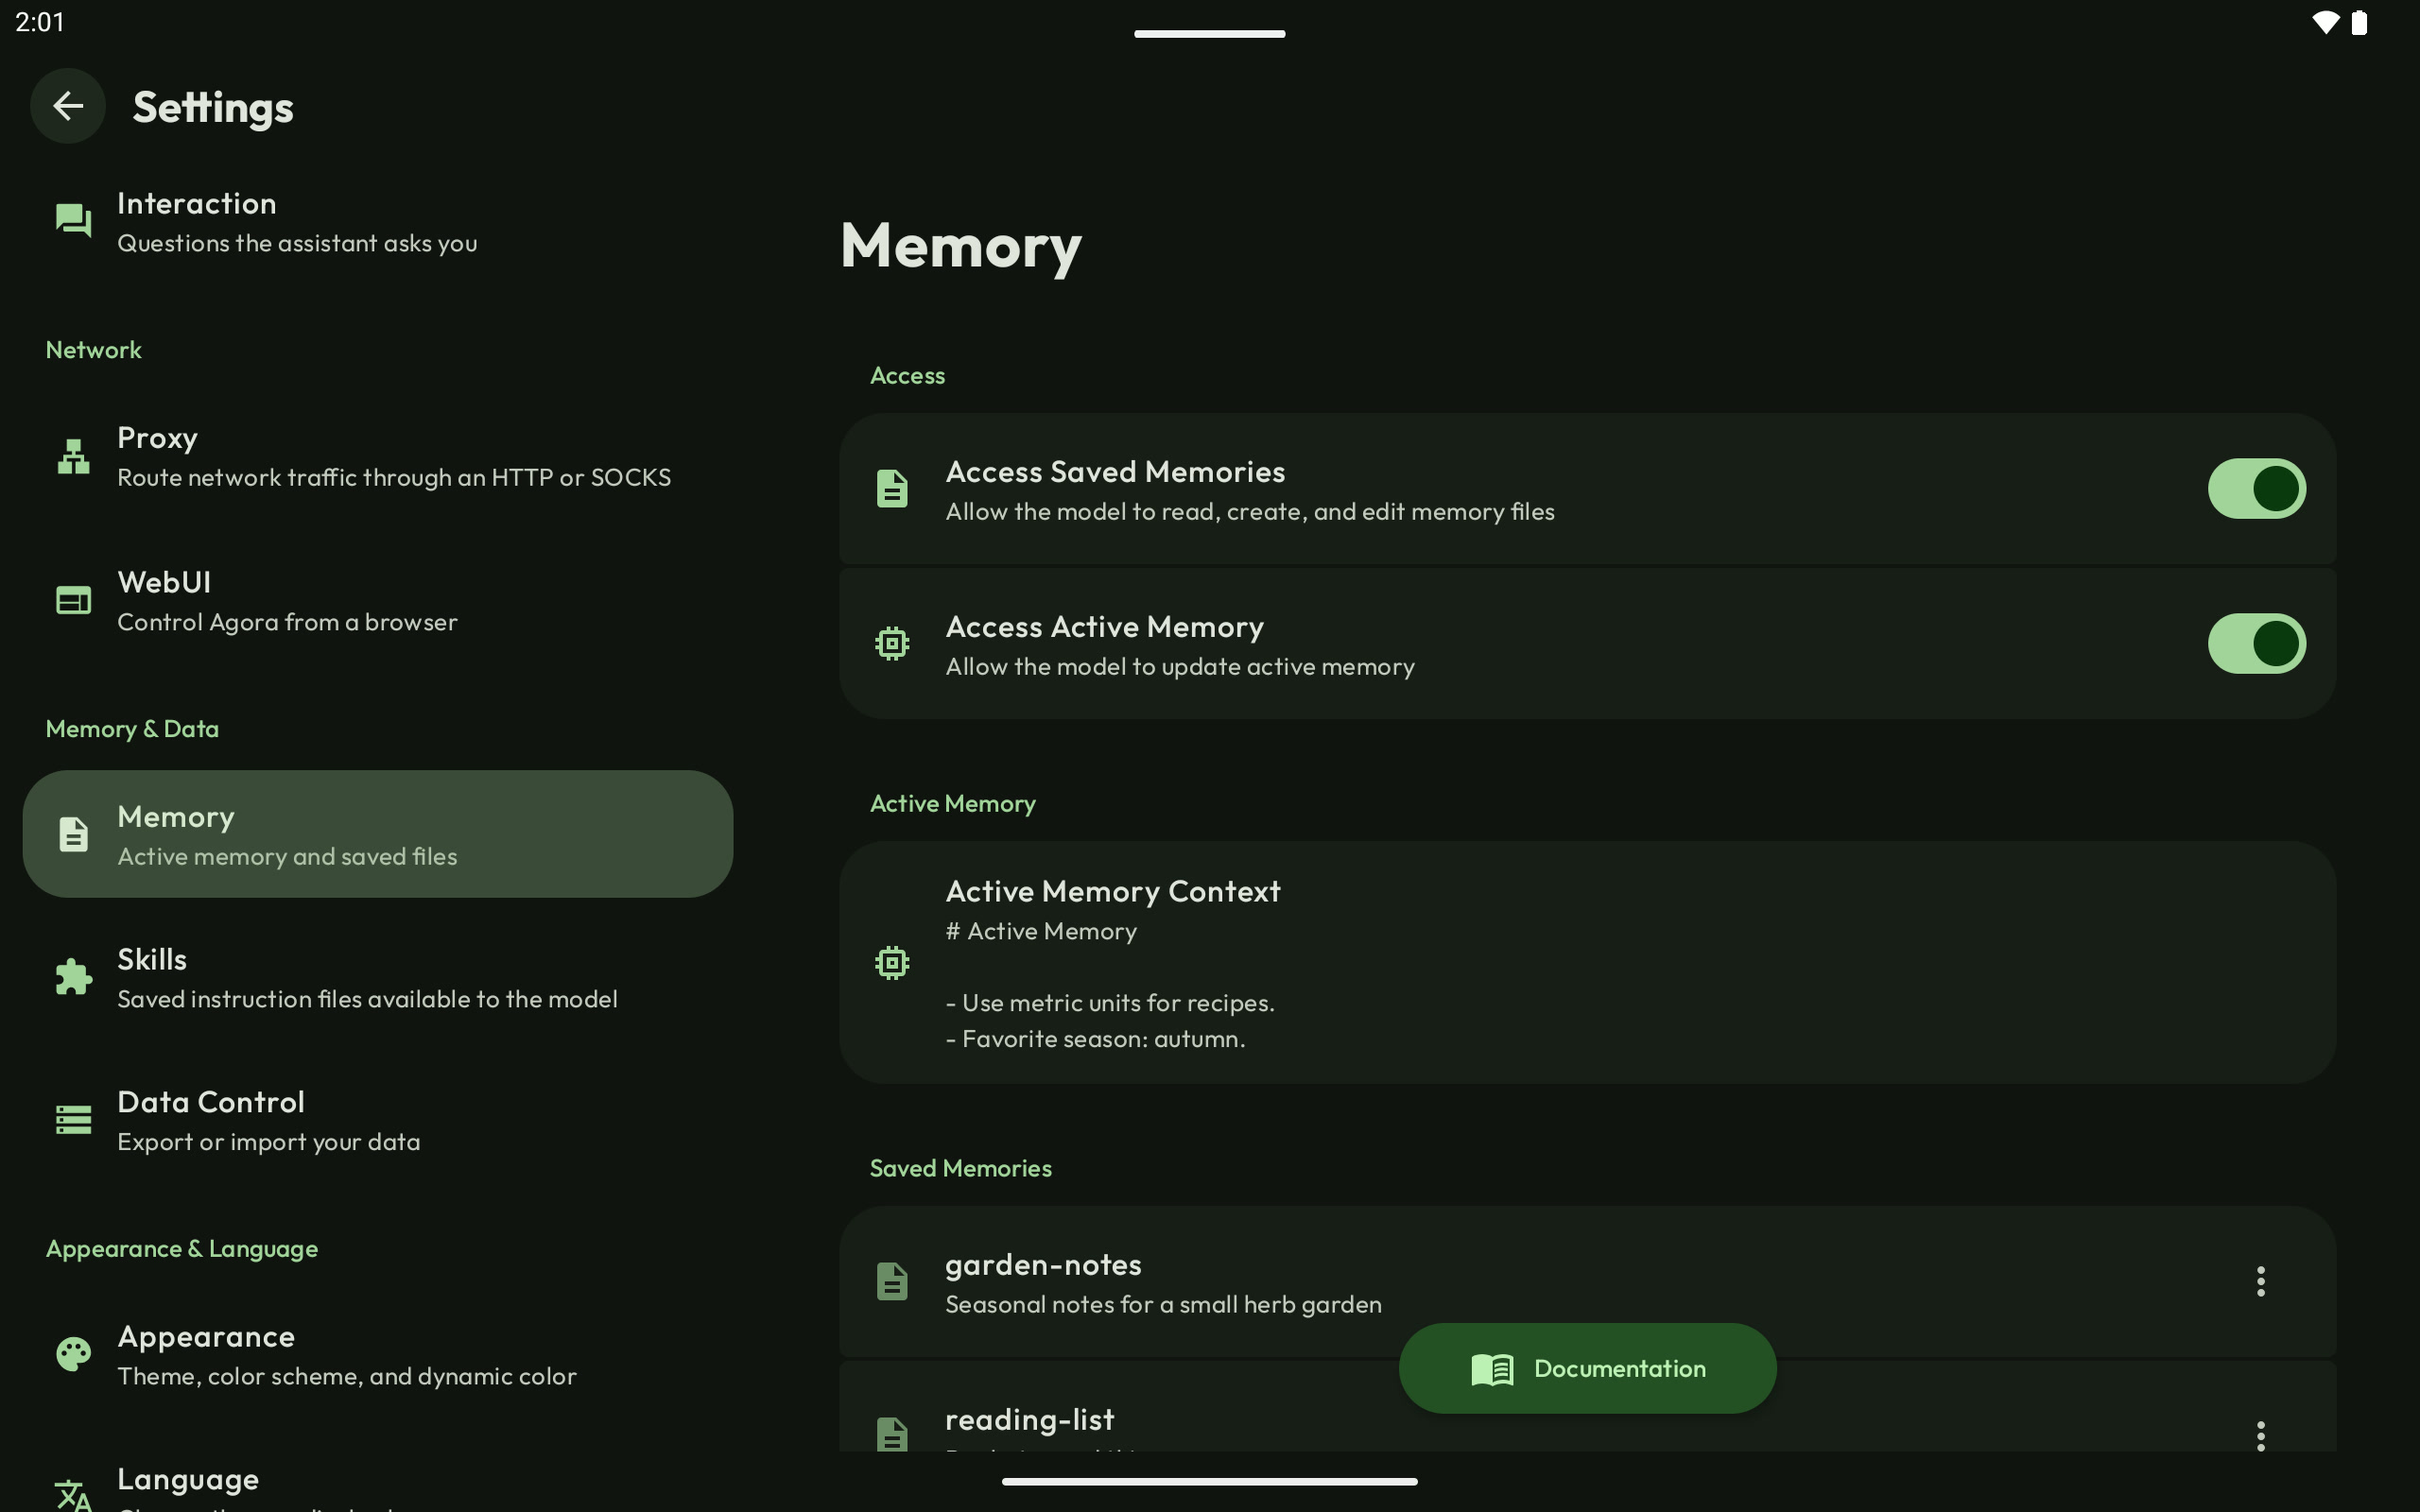 2:01
Settings
Interaction
Questions the assistant asks you
Network
Proxy
Route network traffic through an HTTP or SOCKS
WebUI
Control Agora from a browser
Memory & Data
Memory
Active memory and saved files
Skills
Saved instruction files available to the model
Data Control
Export or import your data
Appearance & Language
Appearance
Theme, color scheme, and dynamic color
Language
Memory
Access
Access Saved Memories
Allow the model to read, create, and edit memory files
Access Active Memory
Allow the model to update active memory
Active Memory
Active Memory Context
# Active Memory
- Use metric units for recipes.
- Favorite season: autumn.
Saved Memories
garden-notes
Seasonal notes for a small herb garden
Documentation
reading-list